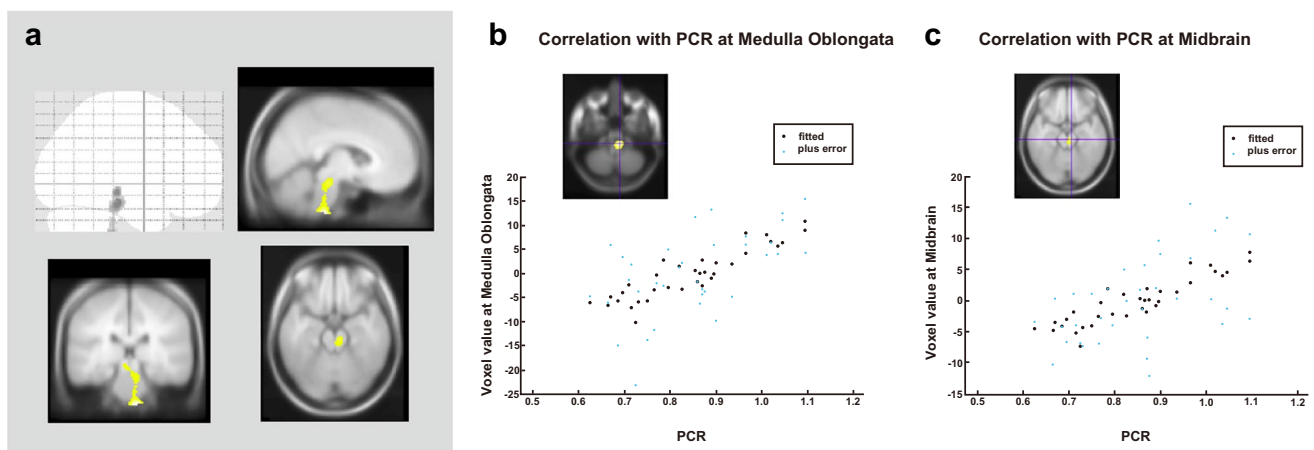 a
b
Correlation with PCR at Medulla Oblongata
fitted
plus error
Voxel value at Medulla Oblongata
20
15
10
5
0
-5
-10
-15
-20
-25
0.5 0.6 0.7 0.8 0.9 1.0 1.1 1.2
PCR
c
Correlation with PCR at Midbrain
fitted
plus error
Voxel value at Midbrain
20
15
10
5
0
-5
-10
-15
0.5 0.6 0.7 0.8 0.9 1.0 1.1 1.2
PCR